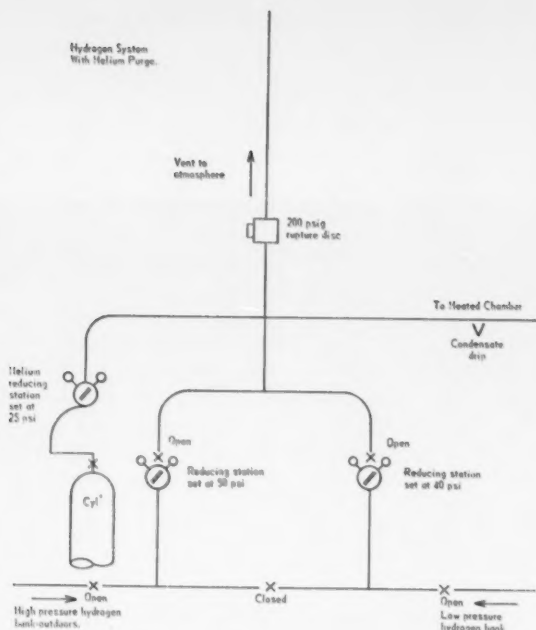 Hydrogen System
With Helium Purge.
Vent to
atmosphere
200 psig
rupture disc
To Heated Chamber
Condensate
drip
Helium
reducing
station
set at
25 psi
Open
Open
Reducing station
set at 50 psi
Reducing station
set at 40 psi
Cyl'
Open
Closed
Open
High pressure hydrogen
bank-outdoors.
Low pressure
hydrogen bank